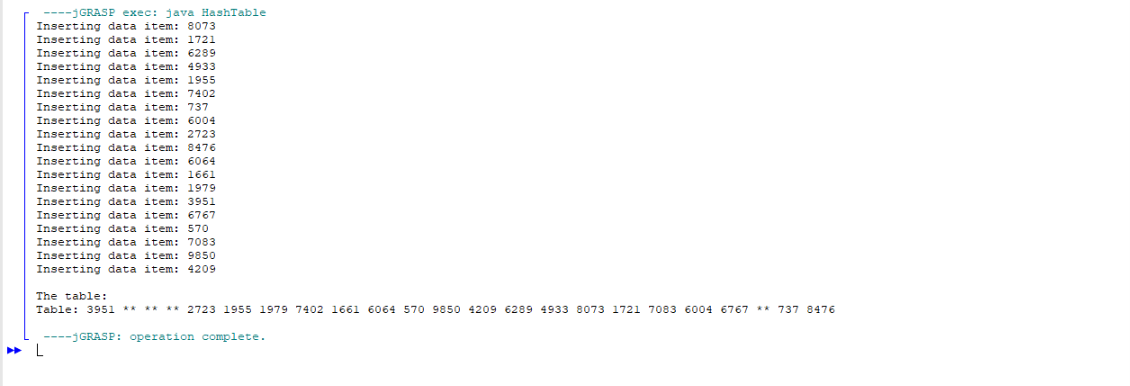 ----jGRASP exec: java HashTable
Inserting data item: 8073
Inserting data item: 1721
Inserting data item: 6289
Inserting data item: 4933
Inserting data item: 1955
Inserting data item: 7402
Inserting data item: 737
Inserting data item: 6004
Inserting data item: 2723
Inserting data item: 8476
Inserting data item: 6064
Inserting data item: 1661
Inserting data item: 1979
Inserting data item: 3951
Inserting data item: 6767
Inserting data item: 570
Inserting data item: 7083
Inserting data item: 9850
Inserting data item: 4209
The table:
Table: 3951 ** ** ** 2723 1955 1979 7402 1661 6064 570 9850 4209 6289 4933 8073 1721 7083 6004 6767 ** 737 8476
----jGRASP: operation complete.